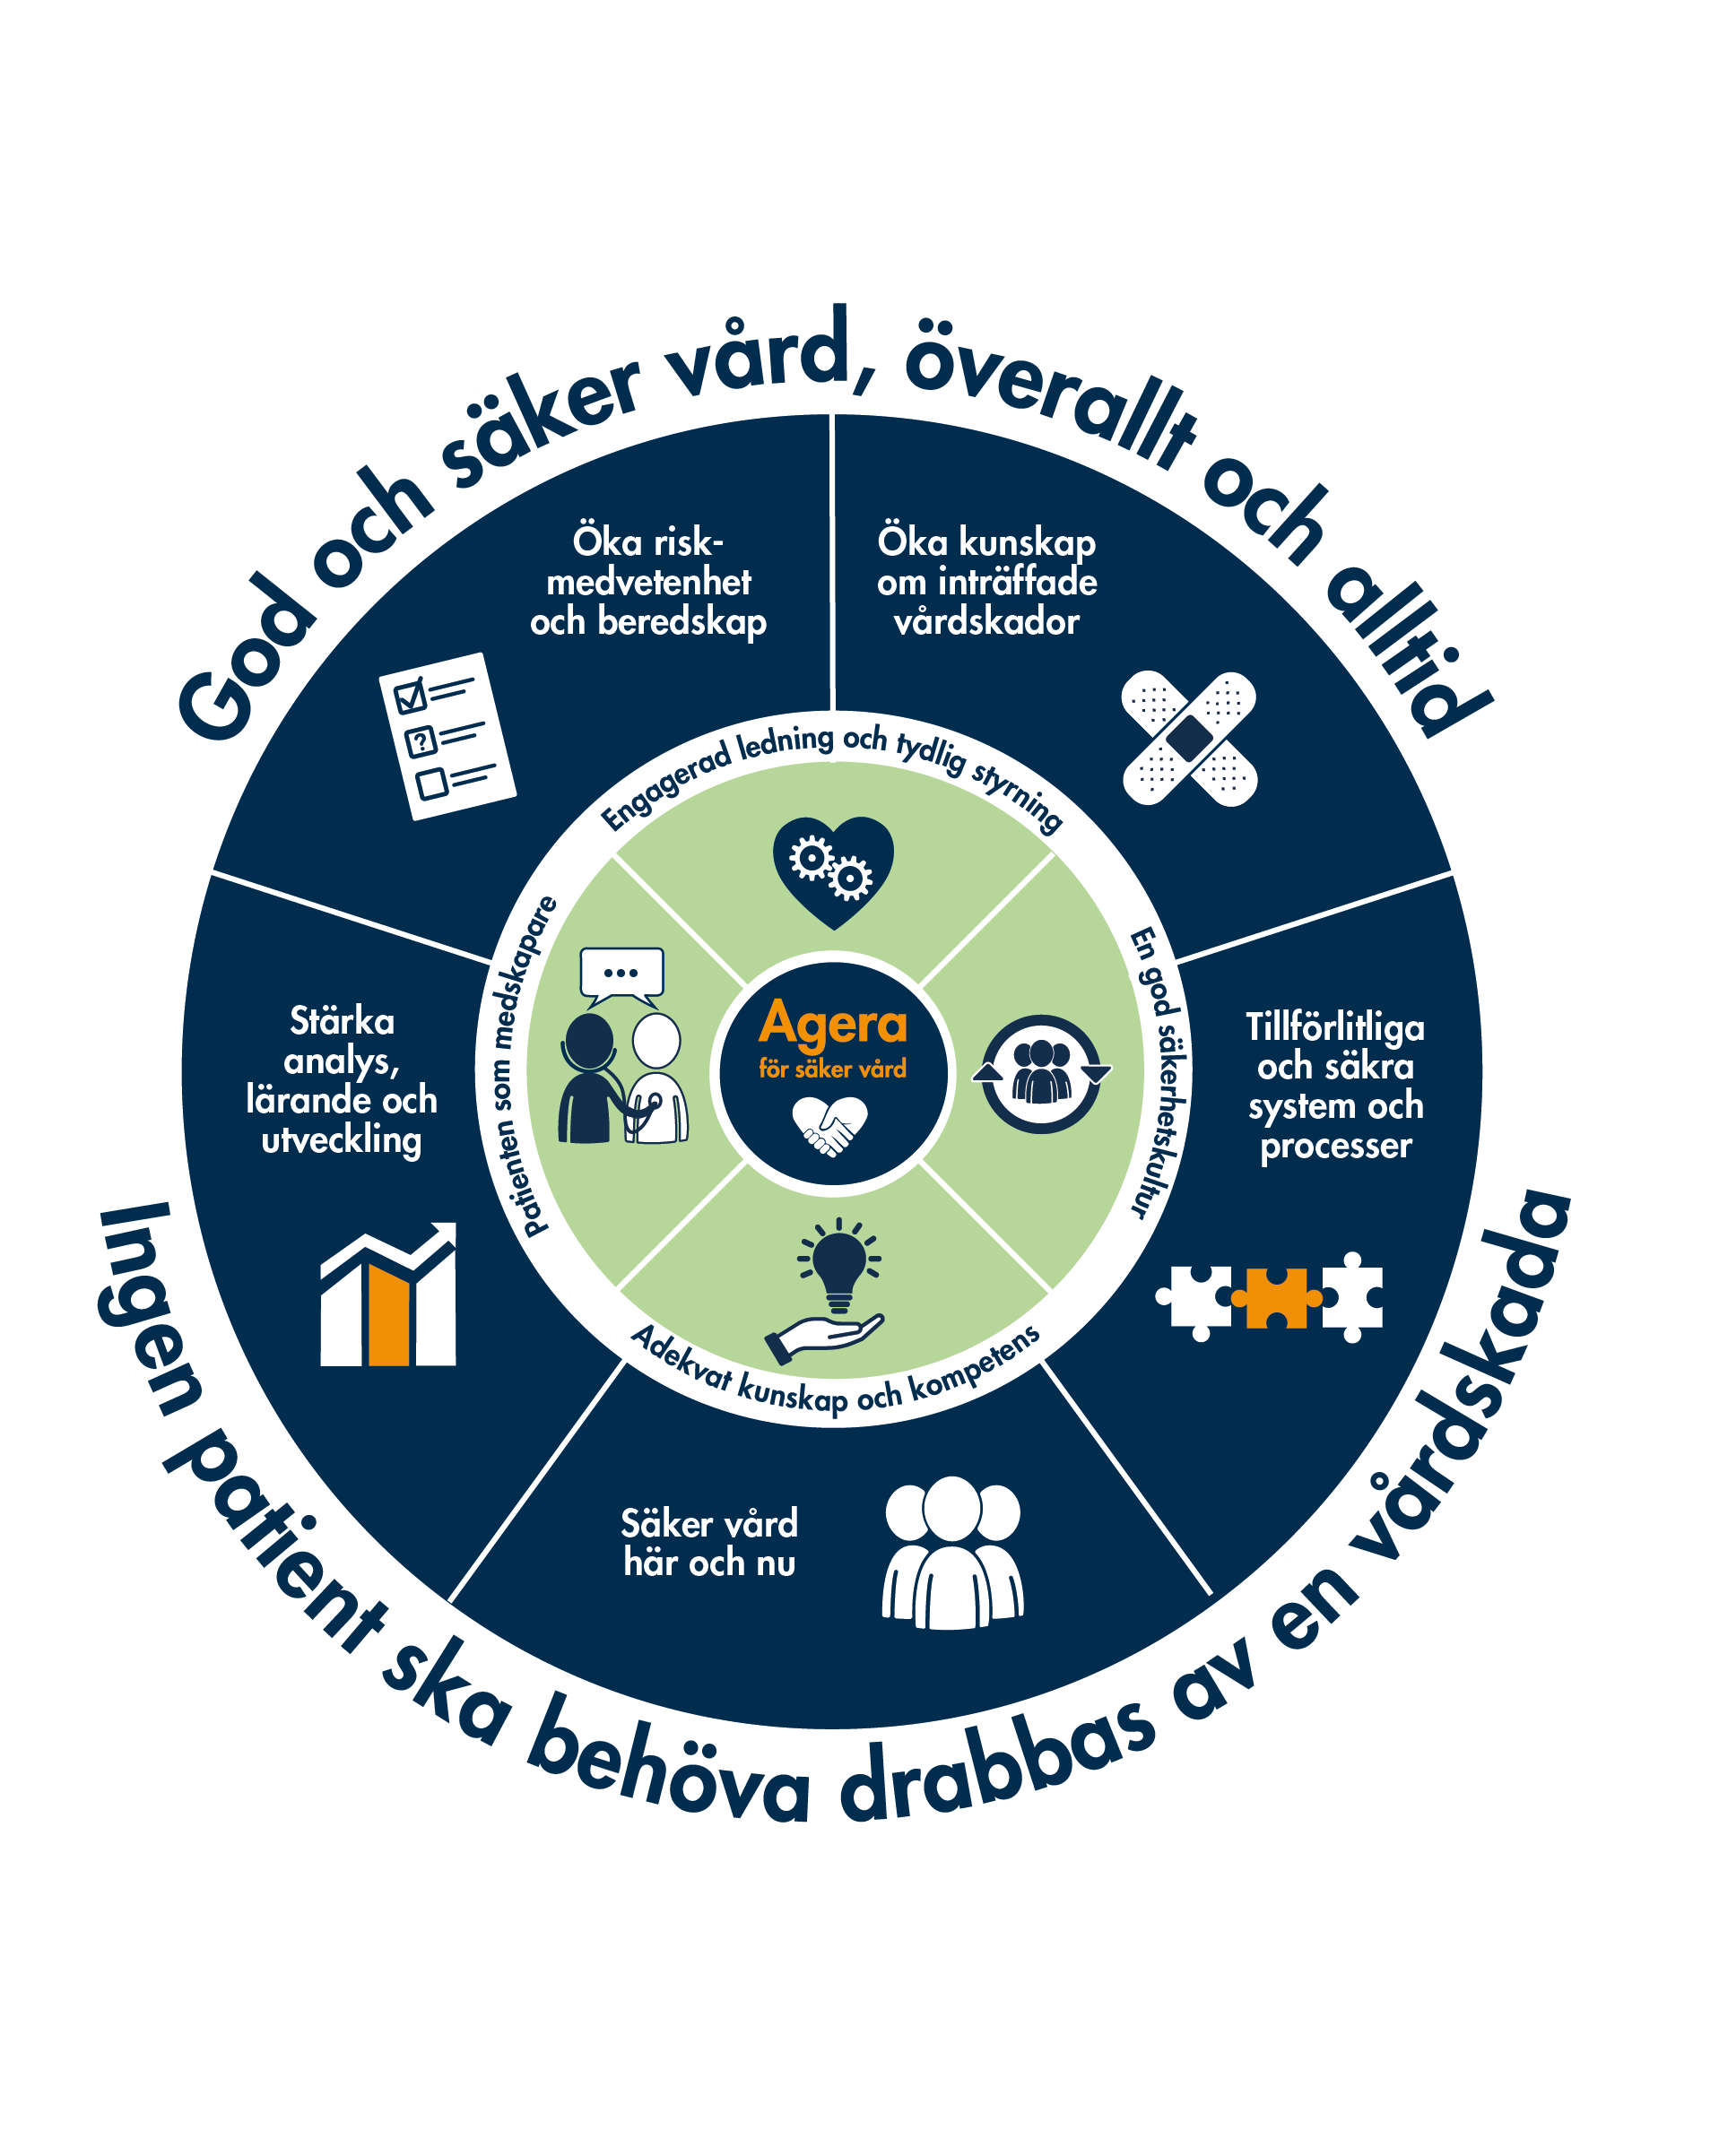 God och säker vård, överallt och alltid
Öka risk-
medvetenhet
och beredskap
Öka kunskap
om inträffade
vårdskador
Engagerad ledning och tydlig styrning
Patienten som medskapare
En god säkerhetskultur
Agera
för säker vård
Stärka
analys,
lärande och
utveckling
Tillförlitliga
och säkra
system och
processer
?
Adekvat kunskap och kompetens
Säker vård
här och nu
Ingen patient ska behöva drabbas av en vårdskada